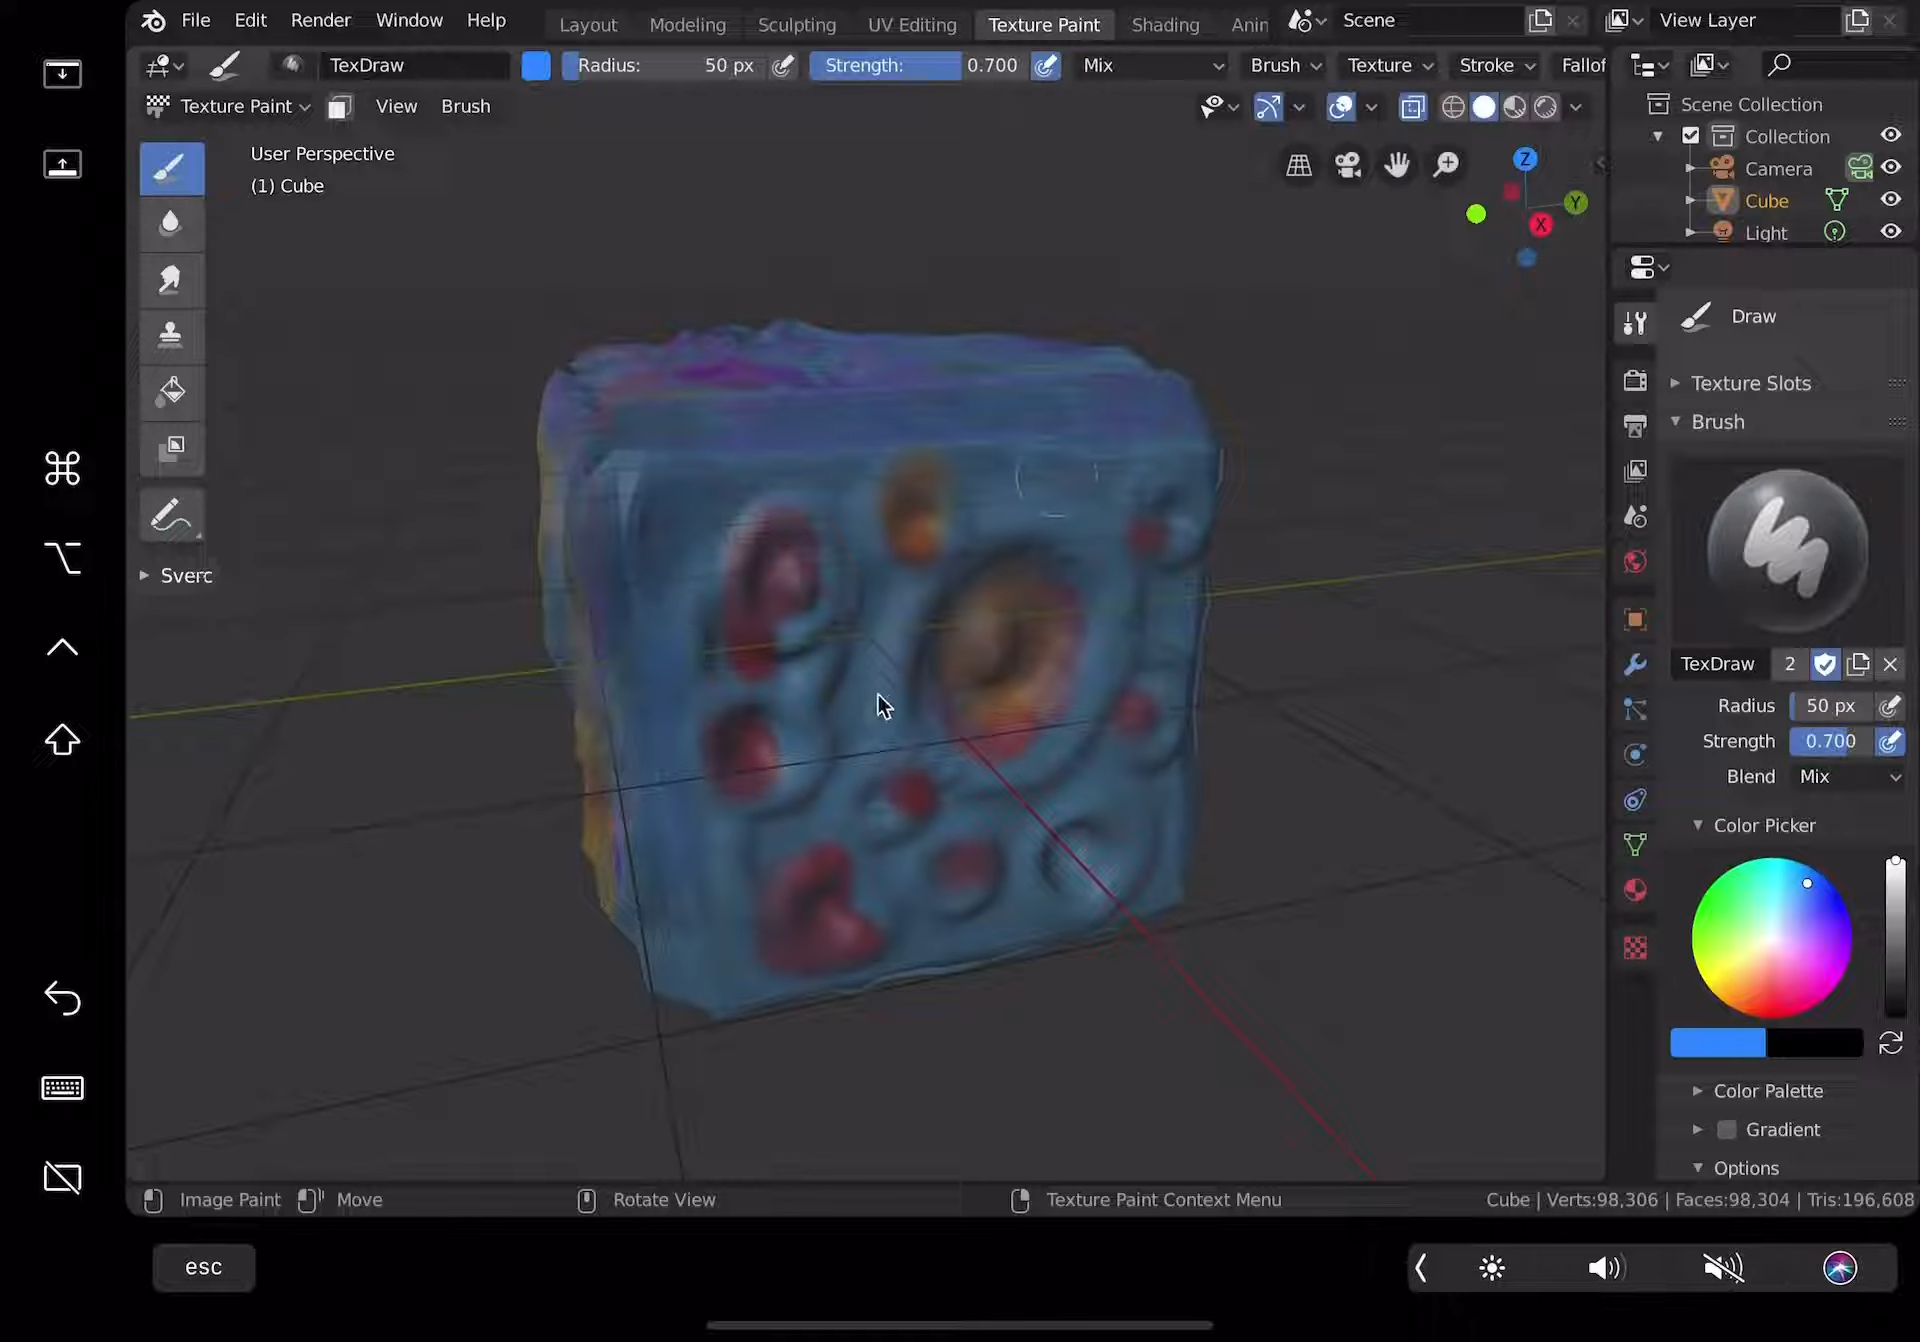 File Edit Render Window Help Layout Modeling Sculpting UV Editing Texture Paint Shading Anin Scene View Layer
TexDraw Radius: 50 px Strength: 0.700 Mix Brush Texture Stroke Fallof
Texture Paint View Brush
Scene Collection
Collection
Camera
Cube
Light
User Perspective
(1) Cube
Z
Y
X
Sverc
Draw
Texture Slots
Brush
TexDraw 2
Radius 50 px
Strength 0.700
Blend Mix
Color Picker
Color Palette
Gradient
Options
Image Paint Move Rotate View Texture Paint Context Menu Cube | Verts:98,306 | Faces:98,304 | Tris:196,608
esc